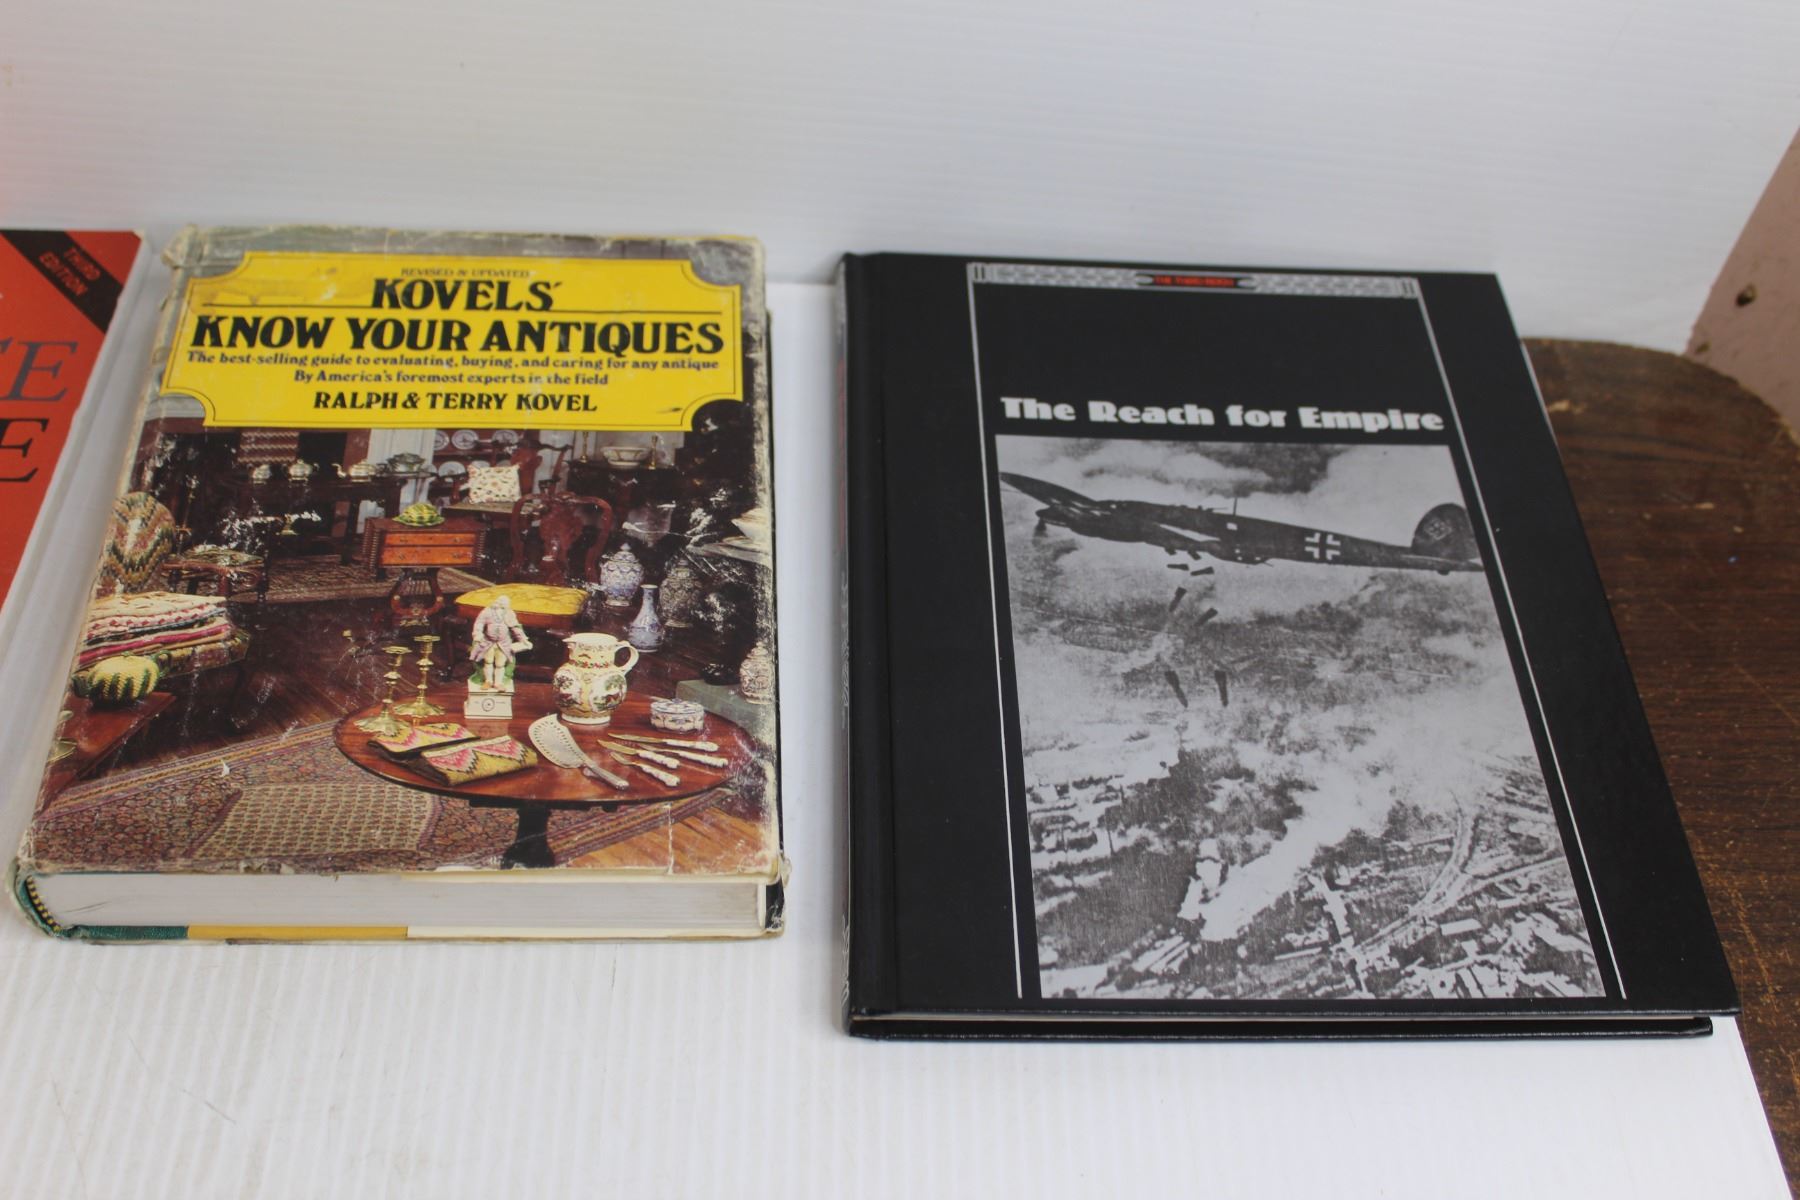 THIRD
EDITION
E
E
REVISED & UPDATED
KOVELS'
KNOW YOUR ANTIQUES
The best-selling guide to evaluating, buying, and caring for any antique
By America's foremost experts in the field
RALPH & TERRY KOVEL
THE THIRD REICH
The Reach for Empire